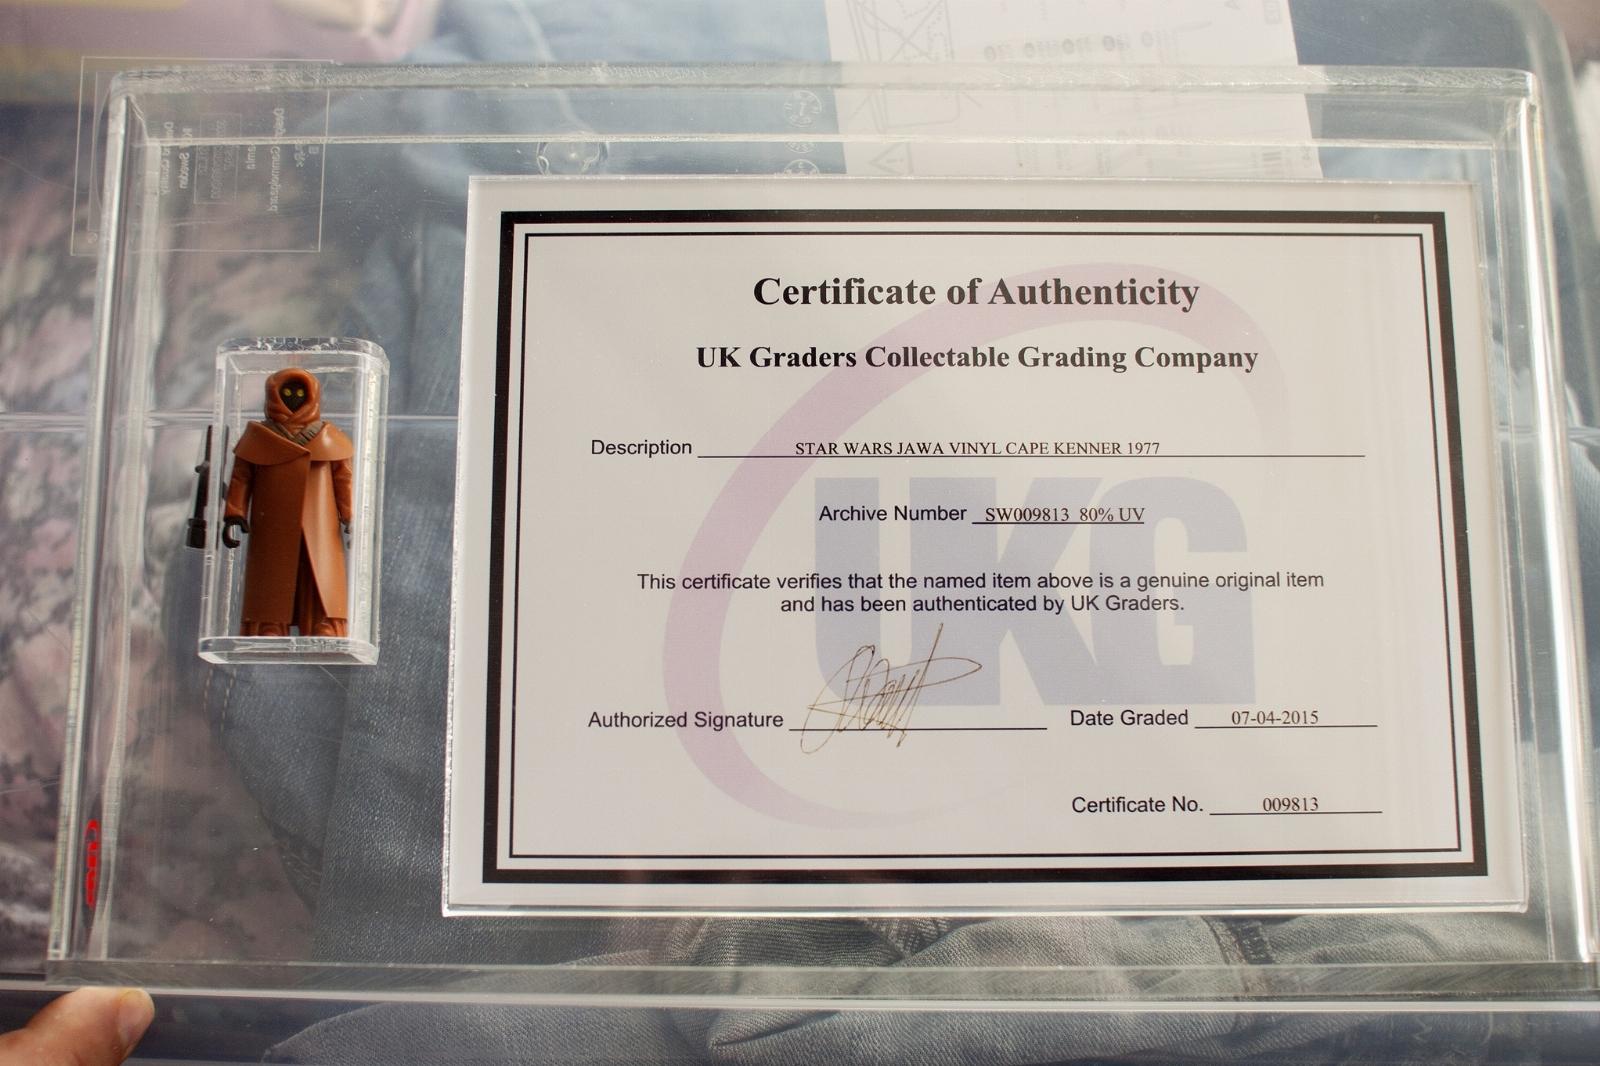 Certificate of Authenticity
UK Graders Collectable Grading Company
Description STAR WARS JAWA VINYL CAPE KENNER 1977
Archive Number SW009813 80% UV
This certificate verifies that the named item above is a genuine original item
and has been authenticated by UK Graders.
UKG
Authorized Signature
Date Graded 07-04-2015
Certificate No. 009813